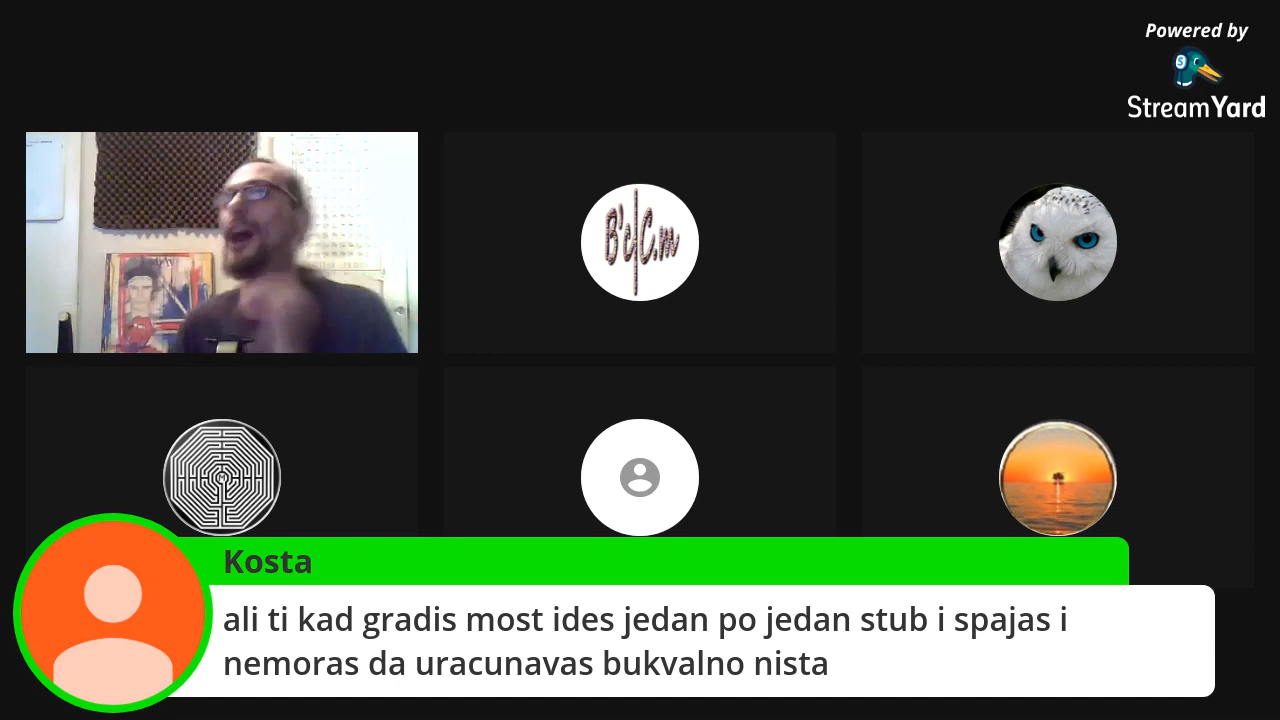 Powered by
StreamYard
B'c|C.m
Kosta
ali ti kad gradis most ides jedan po jedan stub i spajas i
nemoras da uracunavas bukvalno nista